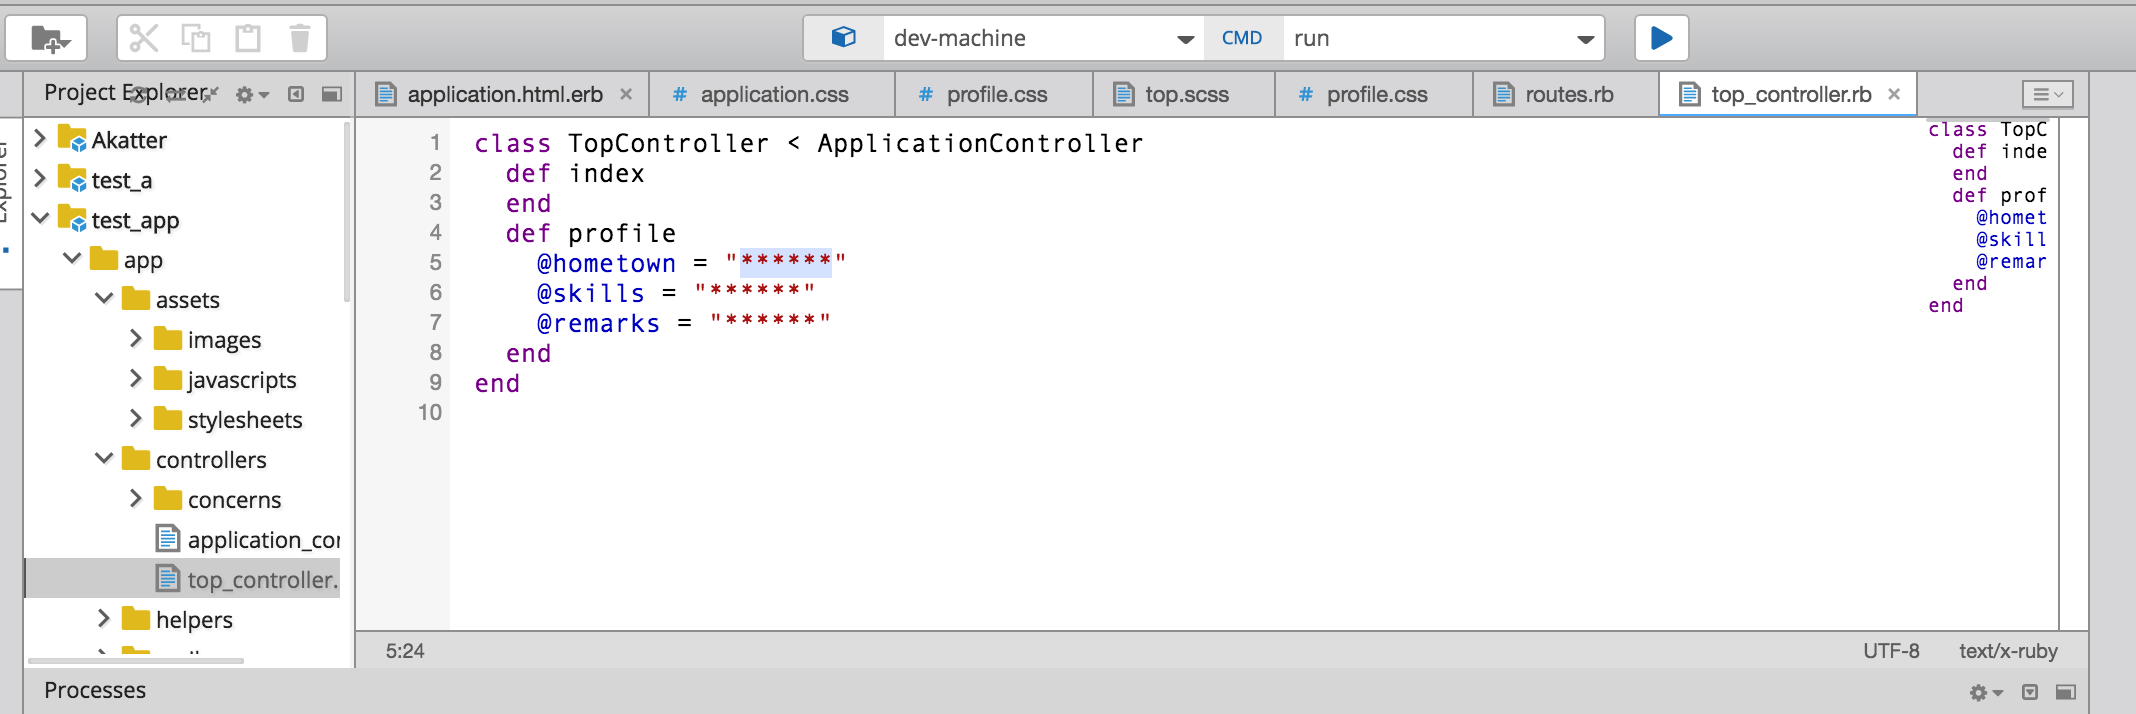 dev-machine CMD run
Project Explorer
application.html.erb
# application.css
# profile.css
top.scss
# profile.css
routes.rb
top_controller.rb
Akatter
test_a
test_app
app
assets
images
javascripts
stylesheets
controllers
concerns
application_cor
top_controller.
helpers
1 class TopController < ApplicationController
2 def index
3 end
4 def profile
5 @hometown = "******"
6 @skills = "******"
7 @remarks = "******"
8 end
9 end
10
class TopC
def inde
end
def prof
@homet
@skill
@remar
end
end
5:24 UTF-8 text/x-ruby
Processes